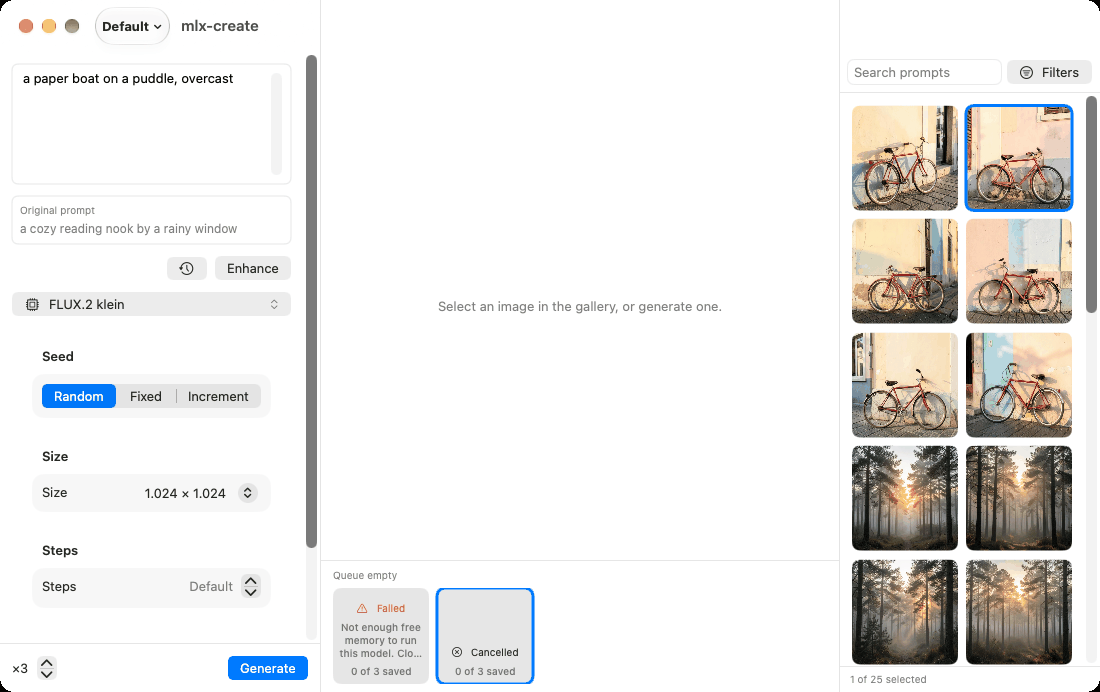 Default
mlx-create
a paper boat on a puddle, overcast
Original prompt
a cozy reading nook by a rainy window
Enhance
FLUX.2 klein
Seed
Random
Fixed
Increment
Size
Size
1.024 × 1.024
Steps
Steps
Default
×3
Generate
Select an image in the gallery, or generate one.
Queue empty
Failed
Not enough free
memory to run
this model. Clo...
0 of 3 saved
Cancelled
0 of 3 saved
Search prompts
Filters
1 of 25 selected